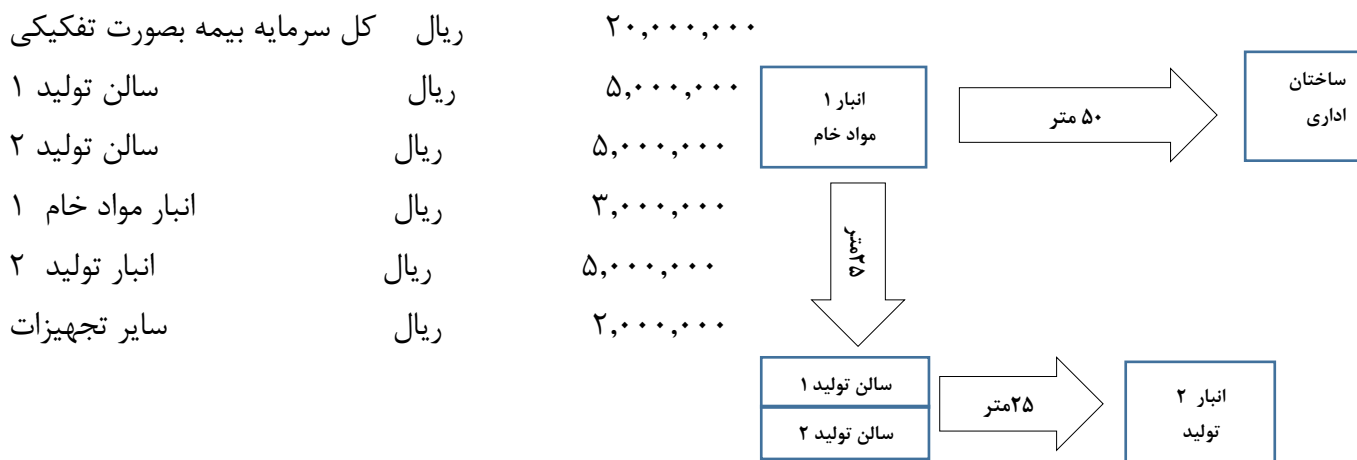 ۲۰,۰۰۰,۰۰۰ ریال کل سرمایه بیمه بصورت تفکیکی
سالن تولید ۱ ریال ۵,۰۰۰,۰۰۰
سالن تولید ۲ ریال ۵,۰۰۰,۰۰۰
انبار مواد خام ۱ ریال ۳,۰۰۰,۰۰۰
انبار تولید ۲ ریال ۵,۰۰۰,۰۰۰
سایر تجهیزات ریال ۲,۰۰۰,۰۰۰
انبار ۱
مواد خام
۵۰ متر
ساختان
اداری
۲۵متر
سالن تولید ۱
سالن تولید ۲
۲۵متر
انبار ۲
تولید